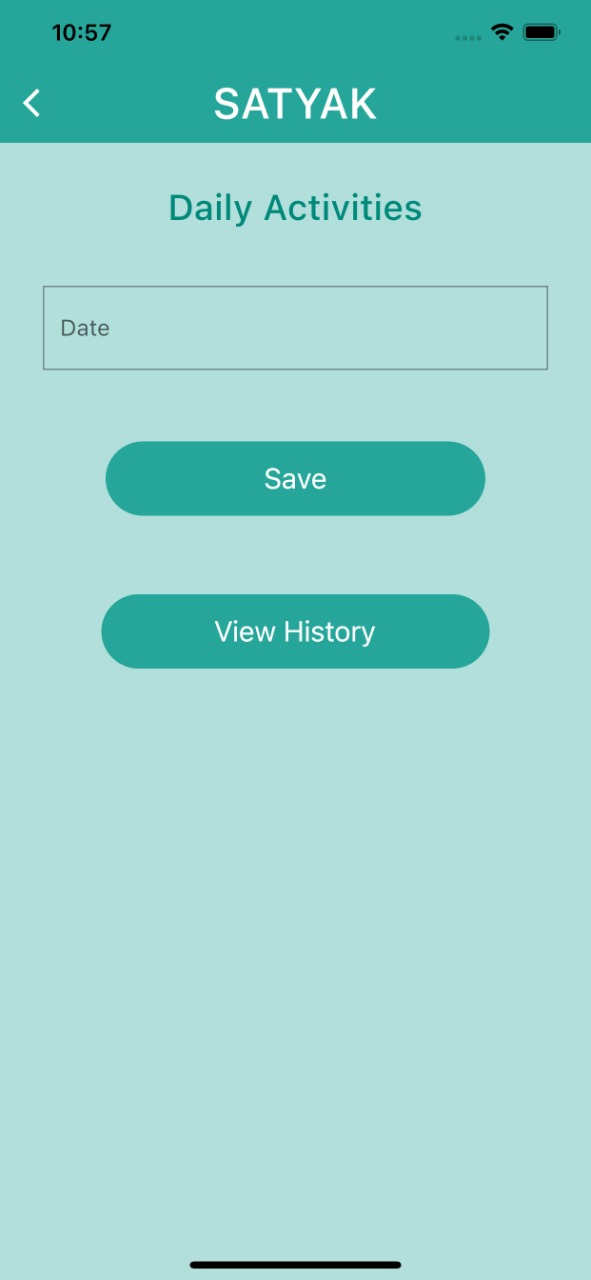 10:57
SATYAK
Daily Activities
Date
Save
View History